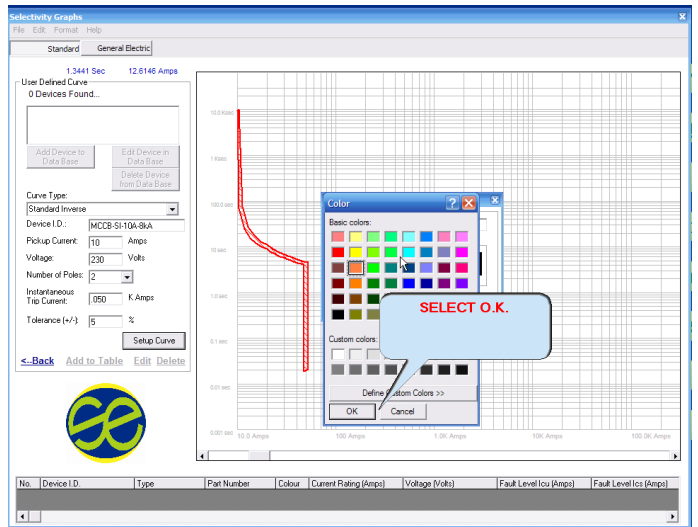 Selectivity Graphs
File Edit Format Help
Standard General Electric
1.3441 Sec 12.6146 Amps
User Defined Curve
0 Devices Found...
Add Device to Data Base
Edit Device in Data Base
Delete Device from Data Base
Curve Type:
Standard Inverse
Device I.D.: MCCB-SI-10A-8kA
Pickup Current: 10 Amps
Voltage: 230 Volts
Number of Poles: 2
Instantaneous Trip Current: .050 K Amps
Tolerance (+/-): 5 %
Setup Curve
<--Back Add to Table Edit Delete
se
10.0 Ksec
1 Ksec
100.0 sec
10 sec
1.0 sec
0.1 sec
0.01 sec
0.001 sec
10.0 Amps 100 Amps 1.0K Amps 10K Amps 100.0K Amps
Color
Basic colors:
SELECT O.K.
Custom colors:
Define Custom Colors >>
OK Cancel
No. Device I.D. Type Part Number Colour Current Rating (Amps) Voltage (Volts) Fault Level Icu (Amps) Fault Level Ics (Amps)